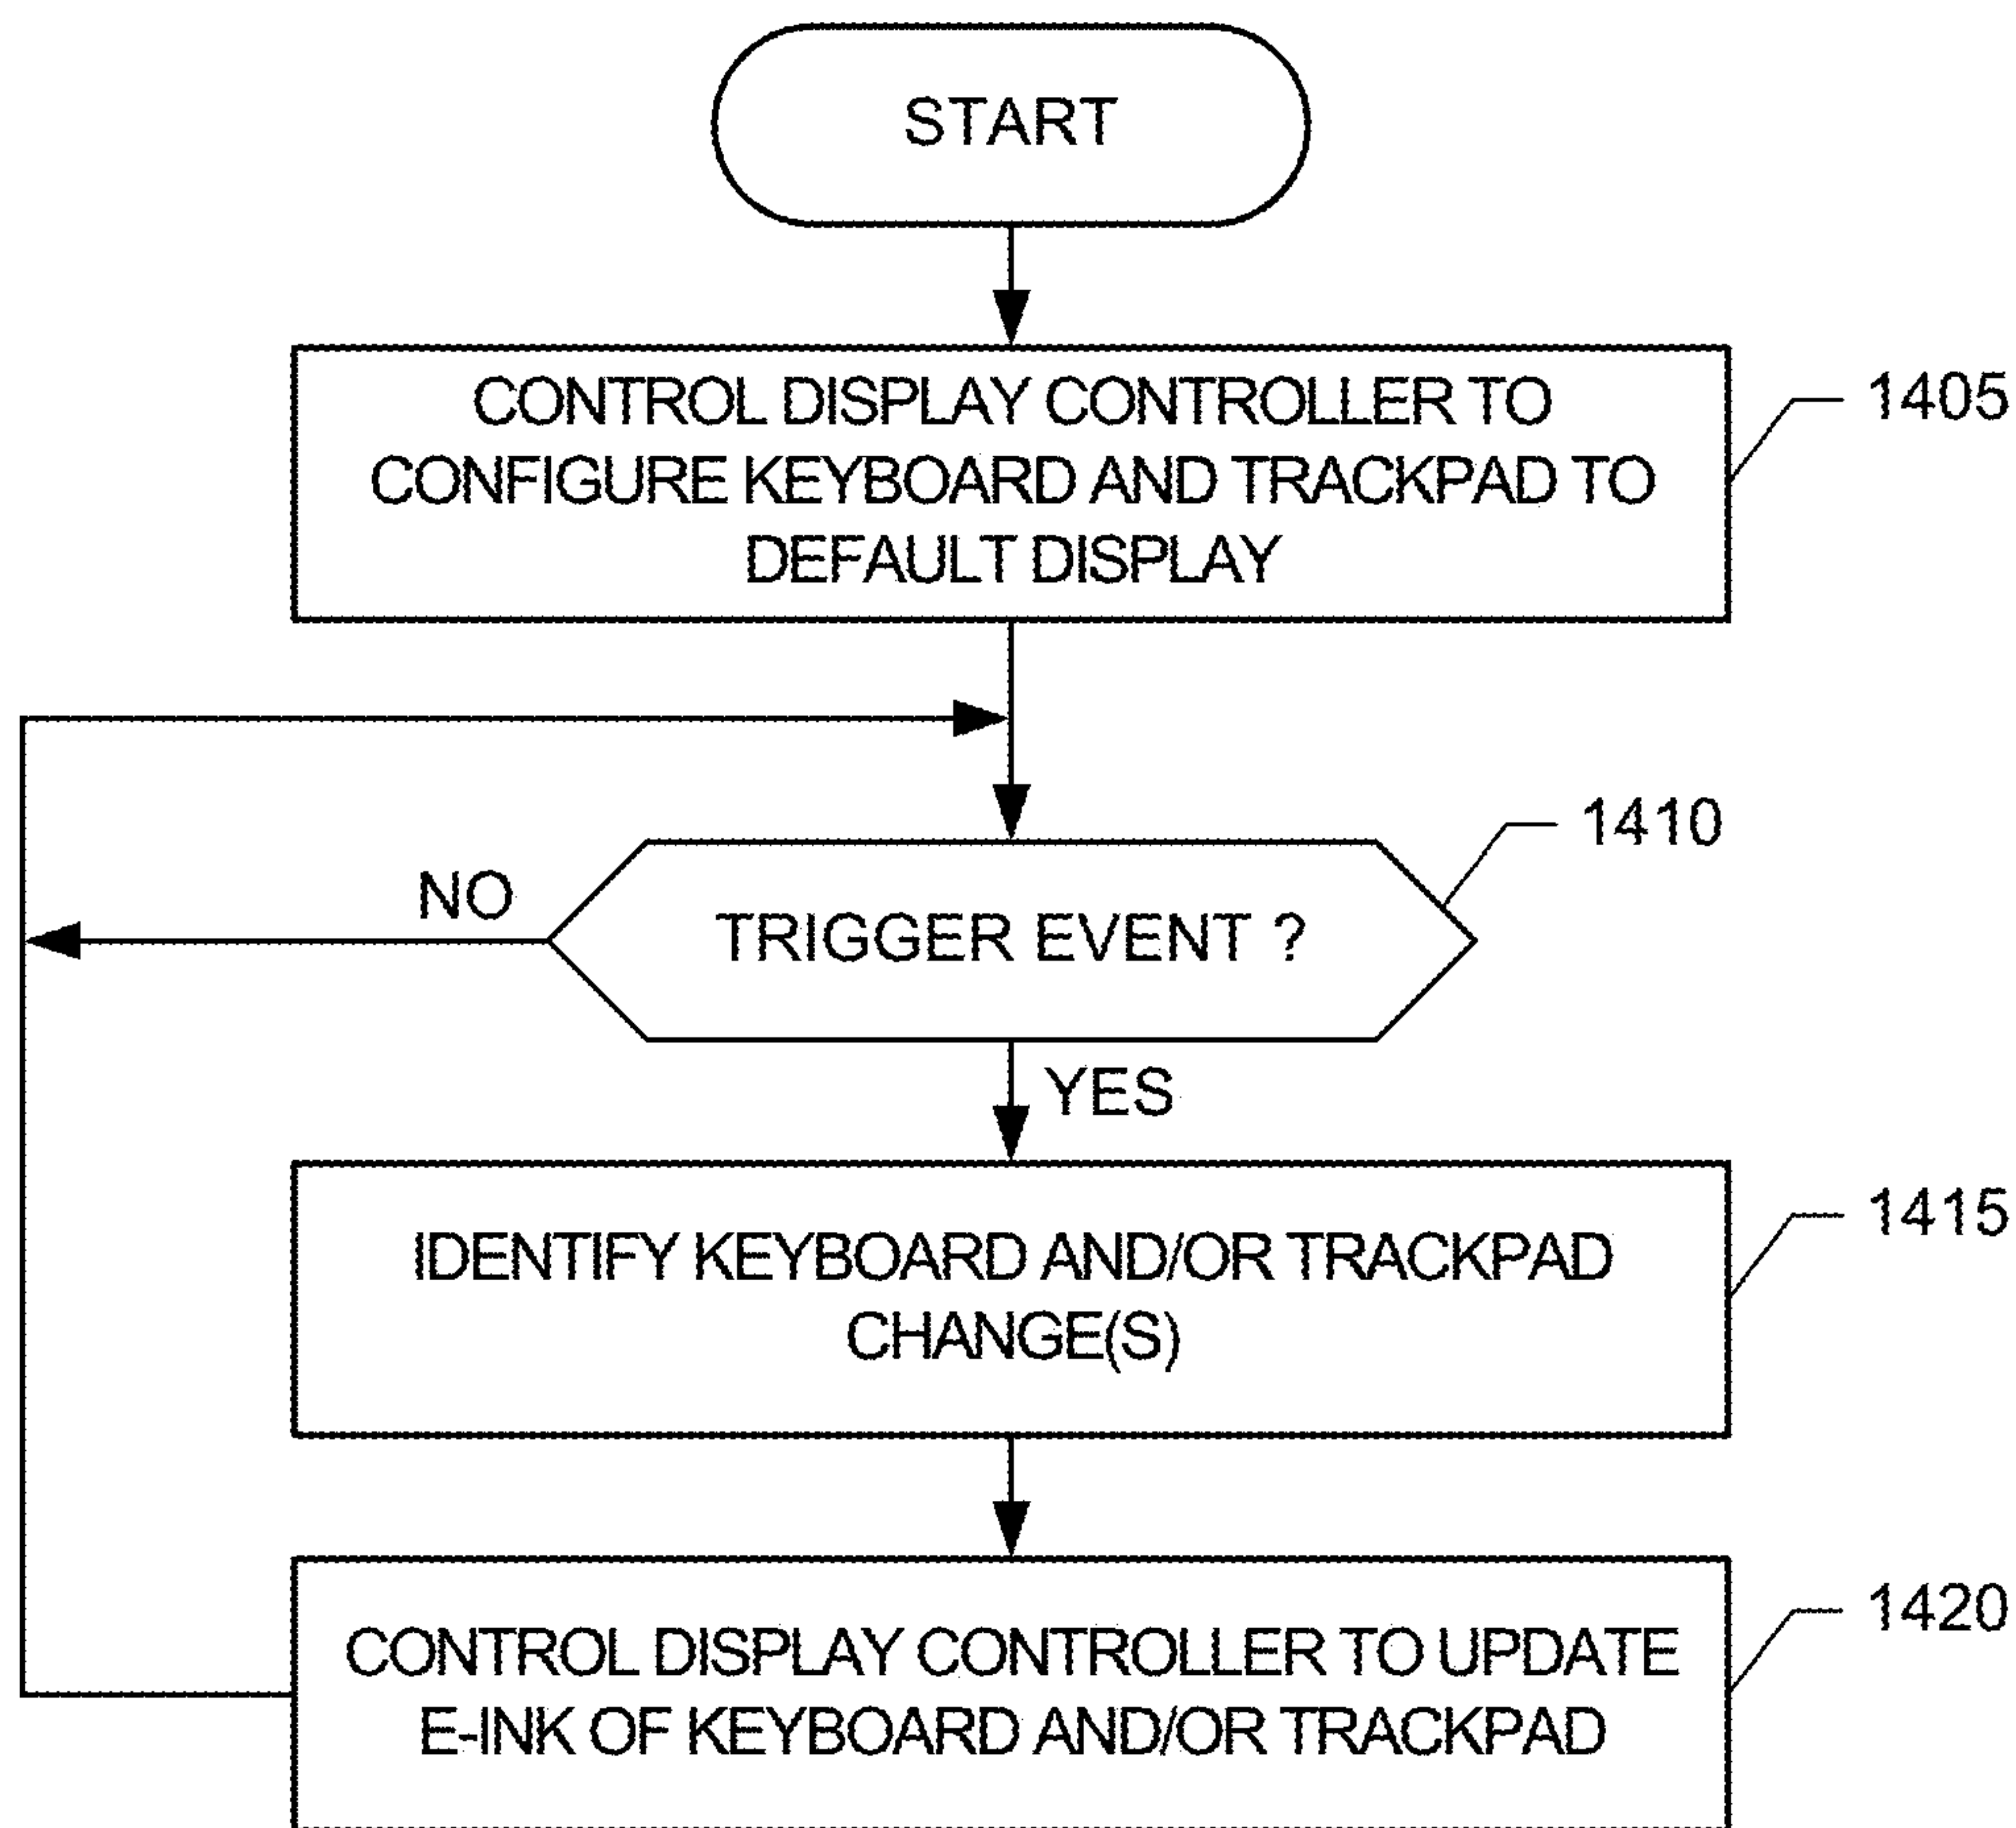 START
CONTROL DISPLAY CONTROLLER TO
CONFIGURE KEYBOARD AND TRACKPAD TO
DEFAULT DISPLAY
1405
1410
NO
TRIGGER EVENT ?
YES
IDENTIFY KEYBOARD AND/OR TRACKPAD
CHANGE(S)
1415
CONTROL DISPLAY CONTROLLER TO UPDATE
E-INK OF KEYBOARD AND/OR TRACKPAD
1420